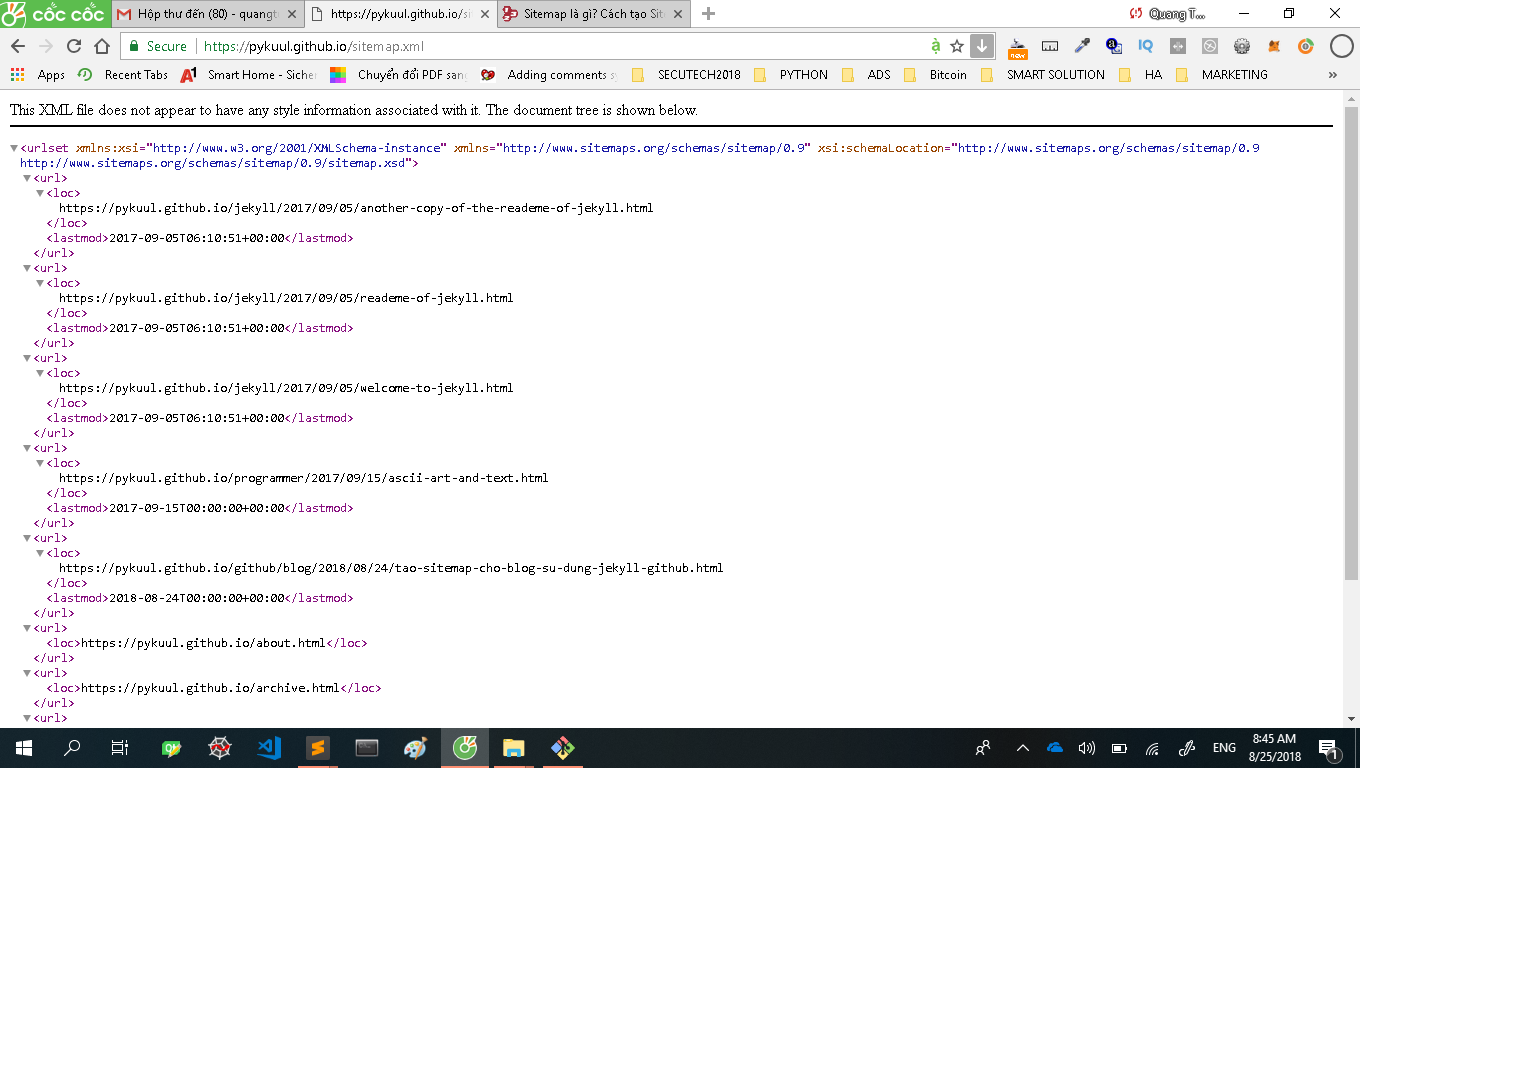 cốc cốc
Hộp thư đến (80) - quangt
https://pykuul.github.io/si
Sitemap là gì? Cách tạo Sit
Quang T...
Secure
https://pykuul.github.io/sitemap.xml
Apps
Recent Tabs
Smart Home - Sicher
Chuyển đổi PDF sang
Adding comments s
SECUTECH2018
PYTHON
ADS
Bitcoin
SMART SOLUTION
HA
MARKETING
»
This XML file does not appear to have any style information associated with it. The document tree is shown below.
<urlset xmlns:xsi="http://www.w3.org/2001/XMLSchema-instance" xmlns="http://www.sitemaps.org/schemas/sitemap/0.9" xsi:schemaLocation="http://www.sitemaps.org/schemas/sitemap/0.9
http://www.sitemaps.org/schemas/sitemap/0.9/sitemap.xsd">
<url>
<loc>
https://pykuul.github.io/jekyll/2017/09/05/another-copy-of-the-reademe-of-jekyll.html
</loc>
<lastmod>2017-09-05T06:10:51+00:00</lastmod>
</url>
<url>
<loc>
https://pykuul.github.io/jekyll/2017/09/05/reademe-of-jekyll.html
</loc>
<lastmod>2017-09-05T06:10:51+00:00</lastmod>
</url>
<url>
<loc>
https://pykuul.github.io/jekyll/2017/09/05/welcome-to-jekyll.html
</loc>
<lastmod>2017-09-05T06:10:51+00:00</lastmod>
</url>
<url>
<loc>
https://pykuul.github.io/programmer/2017/09/15/ascii-art-and-text.html
</loc>
<lastmod>2017-09-15T00:00:00+00:00</lastmod>
</url>
<url>
<loc>
https://pykuul.github.io/github/blog/2018/08/24/tao-sitemap-cho-blog-su-dung-jekyll-github.html
</loc>
<lastmod>2018-08-24T00:00:00+00:00</lastmod>
</url>
<url>
<loc>https://pykuul.github.io/about.html</loc>
</url>
<url>
<loc>https://pykuul.github.io/archive.html</loc>
</url>
<url>
ENG
8:45 AM
8/25/2018
1